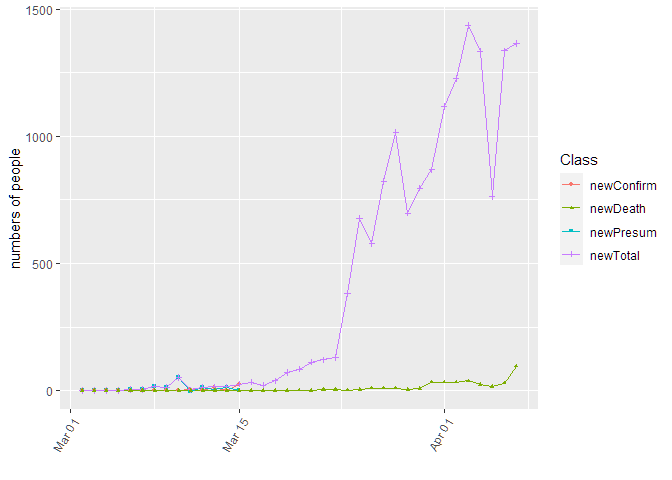 1500
1000
500
0
numbers of people
Mar 01
Mar 15
Apr 01
Class
newConfirm
newDeath
newPresum
newTotal